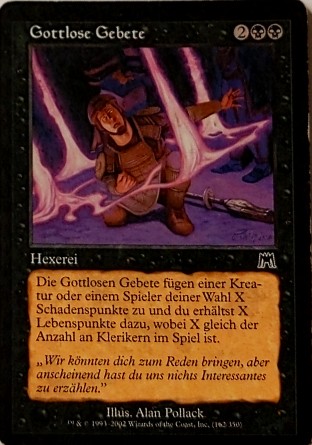 Gottlose Gebete 2
Hexerei
Die Gottlosen Gebete fügen einer Krea-
tur oder einem Spieler deiner Wahl X
Schadenspunkte zu und du erhältst X
Lebenspunkte dazu, wobei X gleich der
Anzahl an Klerikern im Spiel ist.
„Wir könnten dich zum Reden bringen, aber
anscheinend hast du uns nichts Interessantes
zu erzählen.“
Illus. Alan Pollack
™ & © 1993-2002 Wizards of the Coast, Inc. (162/350)